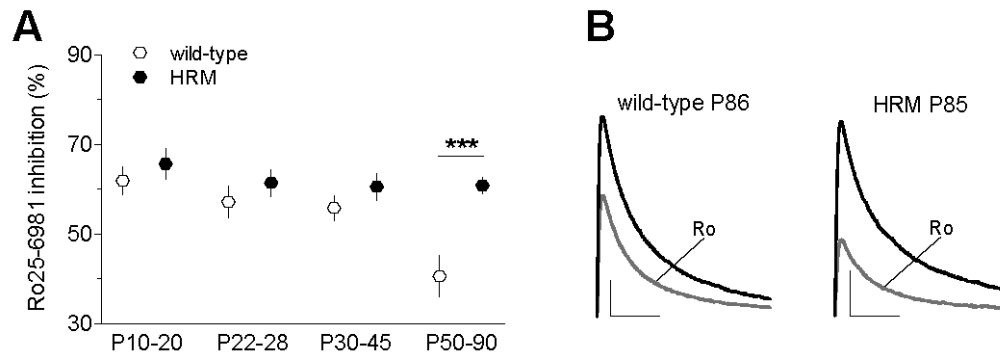 A
B
wild-type
HRM
Ro25-6981 inhibition (%)
90
70
50
30
***
P10-20
P22-28
P30-45
P50-90
wild-type P86
HRM P85
Ro
Ro